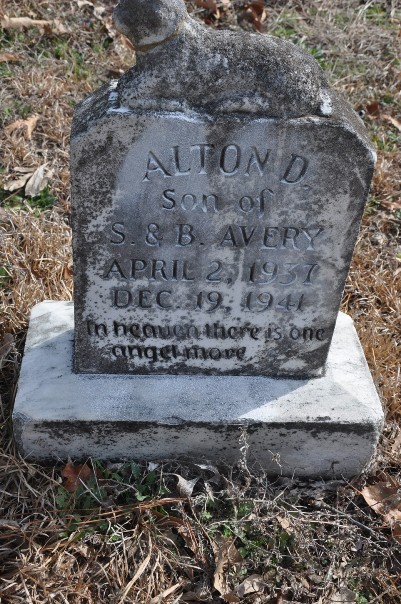 ALTON D.
Son of
S. & B. AVERY
APRIL 2, 1937
DEC. 19, 1941
In heaven there is one
angel more